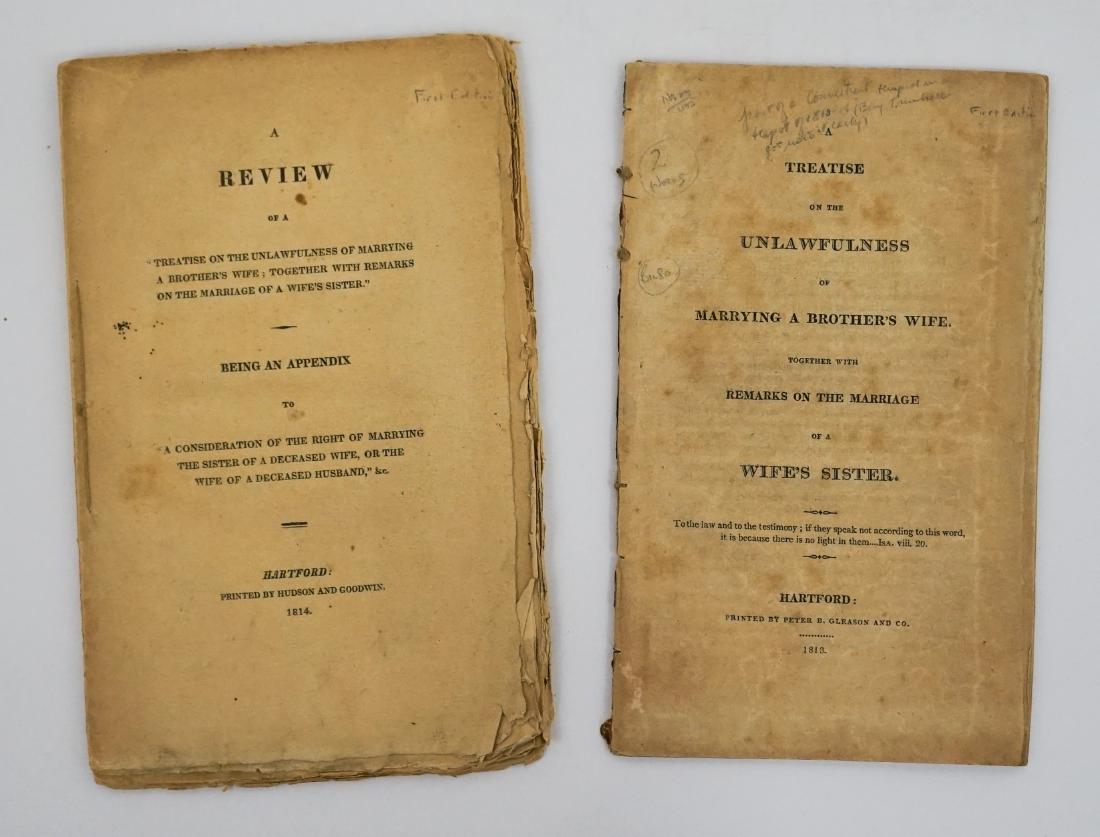 First Edition
A
REVIEW
OF A
"TREATISE ON THE UNLAWFULNESS OF MARRYING
A BROTHER'S WIFE; TOGETHER WITH REMARKS
ON THE MARRIAGE OF A WIFE'S SISTER."
BEING AN APPENDIX
TO
"A CONSIDERATION OF THE RIGHT OF MARRYING
THE SISTER OF A DECEASED WIFE, OR THE
WIFE OF A DECEASED HUSBAND," &c.
HARTFORD:
PRINTED BY HUDSON AND GOODWIN.
1814.
part of a Connecticut
First Edition
2
A
TREATISE
ON THE
UNLAWFULNESS
OF
MARRYING A BROTHER'S WIFE.
TOGETHER WITH
REMARKS ON THE MARRIAGE
OF A
WIFE'S SISTER.
To the law and to the testimony; if they speak not according to this word,
it is because there is no light in them....ISA. viii. 20.
HARTFORD:
PRINTED BY PETER B. GLEASON AND CO.
1813.